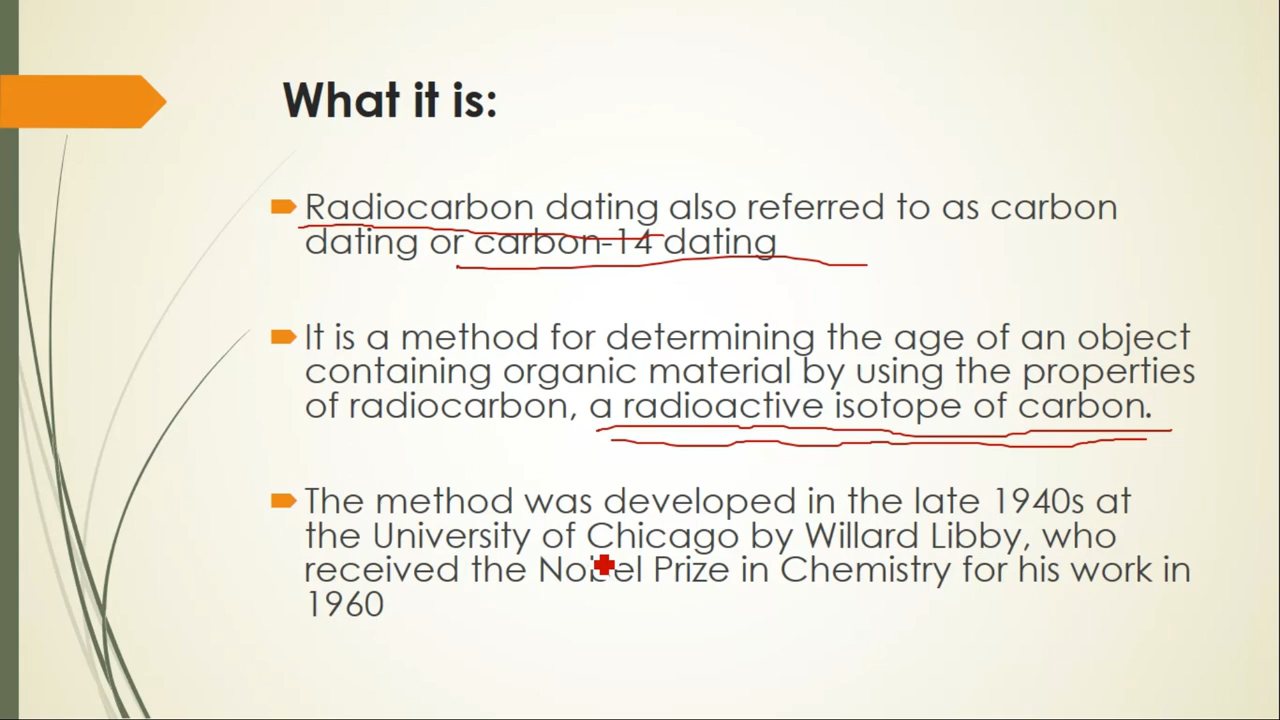 What it is:
Radiocarbon dating also referred to as carbon
dating or carbon-14 dating
It is a method for determining the age of an object
containing organic material by using the properties
of radiocarbon, a radioactive isotope of carbon.
The method was developed in the late 1940s at
the University of Chicago by Willard Libby, who
received the Nobel Prize in Chemistry for his work in
1960